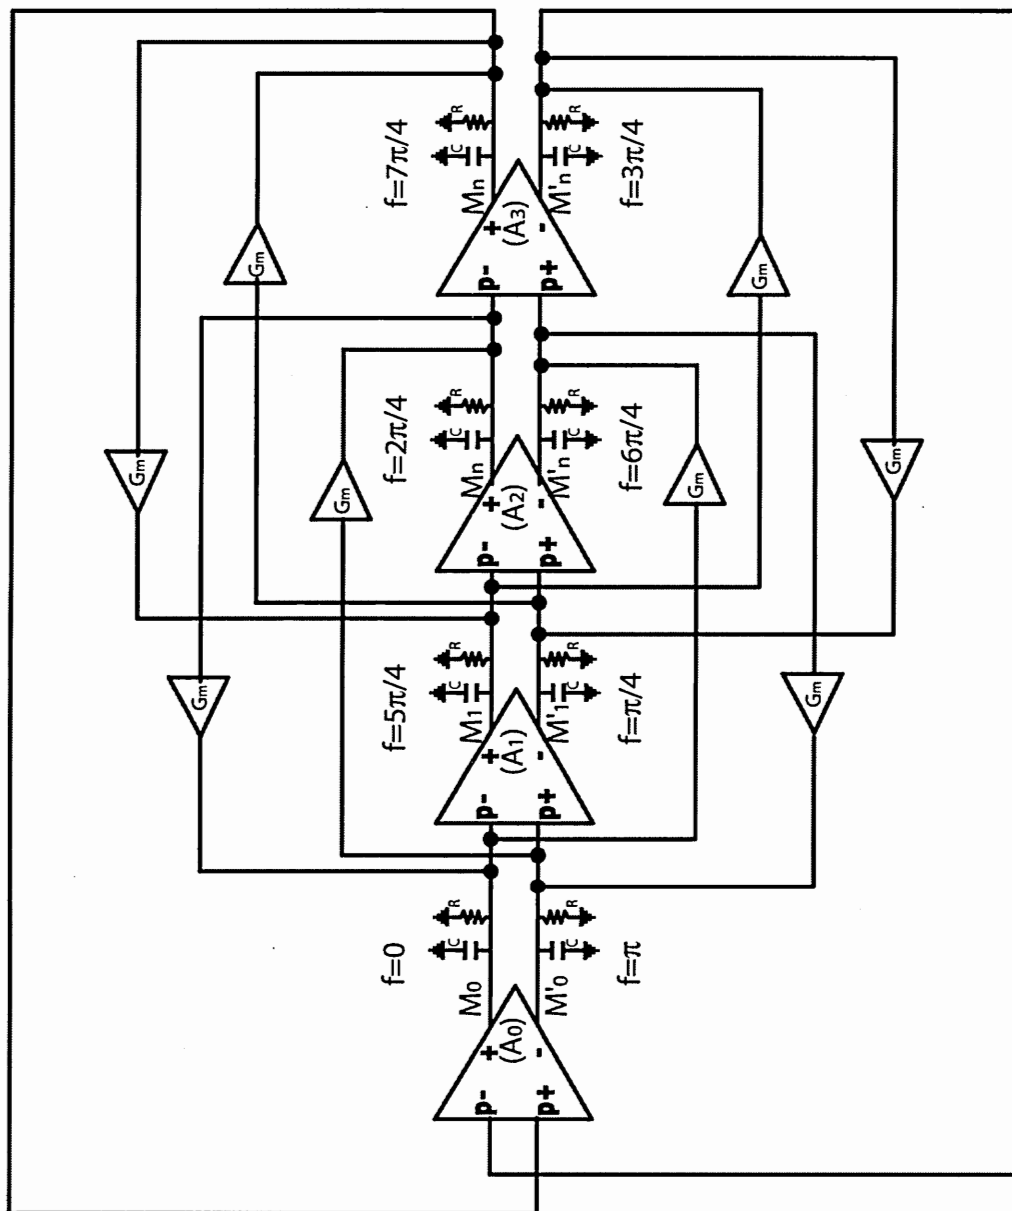 f=7π/4
R
C
Mn
+
(A3)
-
p-
p+
M'n
C
R
f=3π/4
Gm
Gm
f=2π/4
R
C
Mn
+
(A2)
-
p-
p+
M'n
C
R
f=6π/4
Gm
Gm
Gm
Gm
f=5π/4
R
C
M1
+
(A1)
-
p-
p+
M'1
C
R
f=π/4
Gm
Gm
f=0
R
C
M0
+
(A0)
-
p-
p+
M'0
C
R
f=π